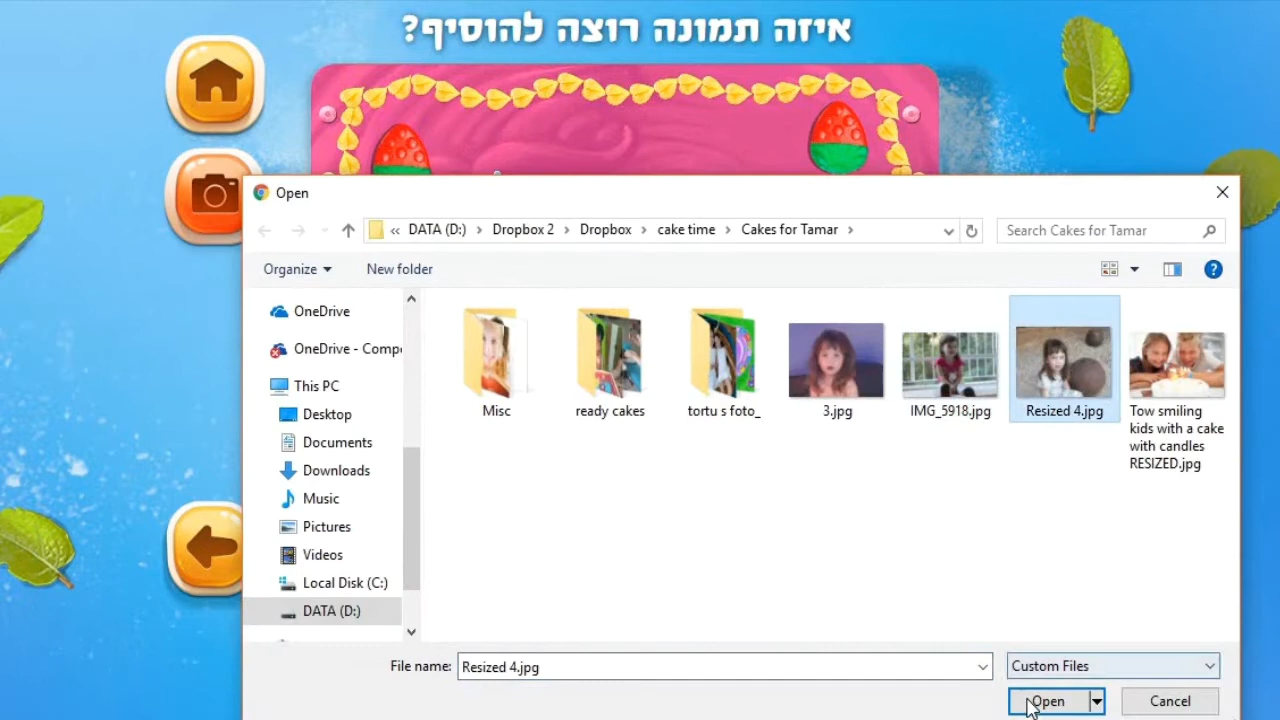 איזה תמונה רוצה להוסיף?
Open
« DATA (D:) › Dropbox 2 › Dropbox › cake time › Cakes for Tamar ›
Search Cakes for Tamar
Organize
New folder
?
OneDrive
OneDrive - Comp
This PC
Desktop
Documents
Downloads
Music
Pictures
Videos
Local Disk (C:)
DATA (D:)
Misc
ready cakes
tortu s foto_
3.jpg
IMG_5918.jpg
Resized 4.jpg
Tow smiling
kids with a cake
with candles
RESIZED.jpg
File name: Resized 4.jpg
Custom Files
Open
Cancel